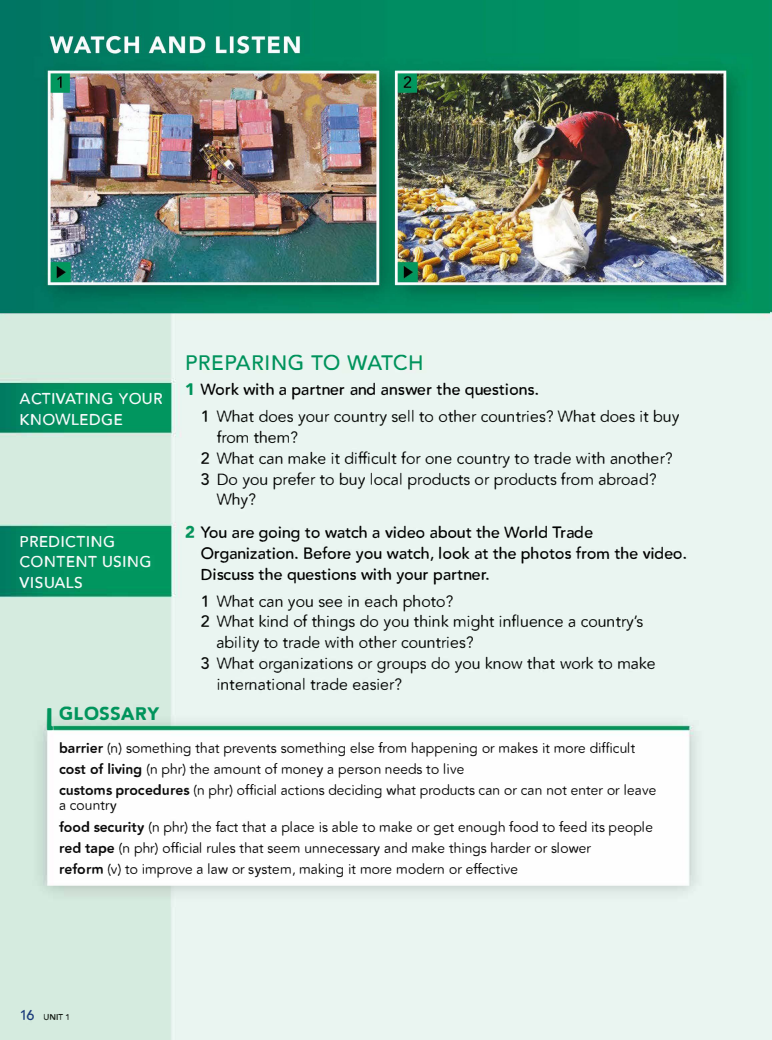 WATCH AND LISTEN
1
2
PREPARING TO WATCH
ACTIVATING YOUR
KNOWLEDGE
1 Work with a partner and answer the questions.
1 What does your country sell to other countries? What does it buy
from them?
2 What can make it difficult for one country to trade with another?
3 Do you prefer to buy local products or products from abroad?
Why?
PREDICTING
CONTENT USING
VISUALS
2 You are going to watch a video about the World Trade
Organization. Before you watch, look at the photos from the video.
Discuss the questions with your partner.
1 What can you see in each photo?
2 What kind of things do you think might influence a country's
ability to trade with other countries?
3 What organizations or groups do you know that work to make
international trade easier?
GLOSSARY
barrier (n) something that prevents something else from happening or makes it more difficult
cost of living (n phr) the amount of money a person needs to live
customs procedures (n phr) official actions deciding what products can or can not enter or leave
a country
food security (n phr) the fact that a place is able to make or get enough food to feed its people
red tape (n phr) official rules that seem unnecessary and make things harder or slower
reform (v) to improve a law or system, making it more modern or effective
16 UNIT 1